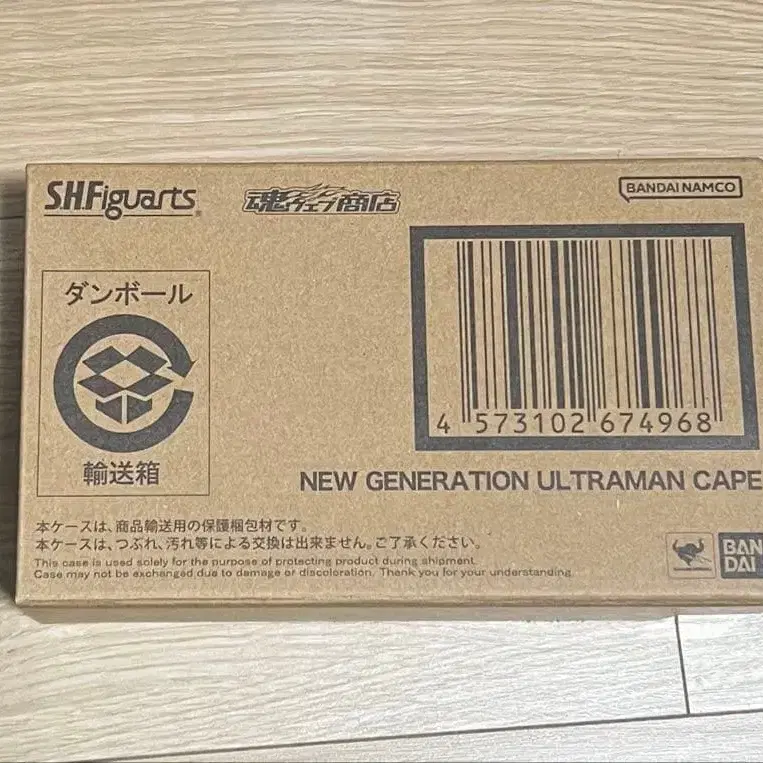 S.H.Figuarts
魂ウェブ商店
BANDAI NAMCO
ダンボール
輸送箱
4 573102 674968
NEW GENERATION ULTRAMAN CAPE
本ケースは、商品輸送用の保護梱包材です。
本ケースは、つぶれ、汚れ等による交換は出来ません。ご了承ください。
This case is used solely for the purpose of protecting product during shipment.
Case may not be exchanged due to damage or discoloration. Thank you for your understanding.
BAN
DAI